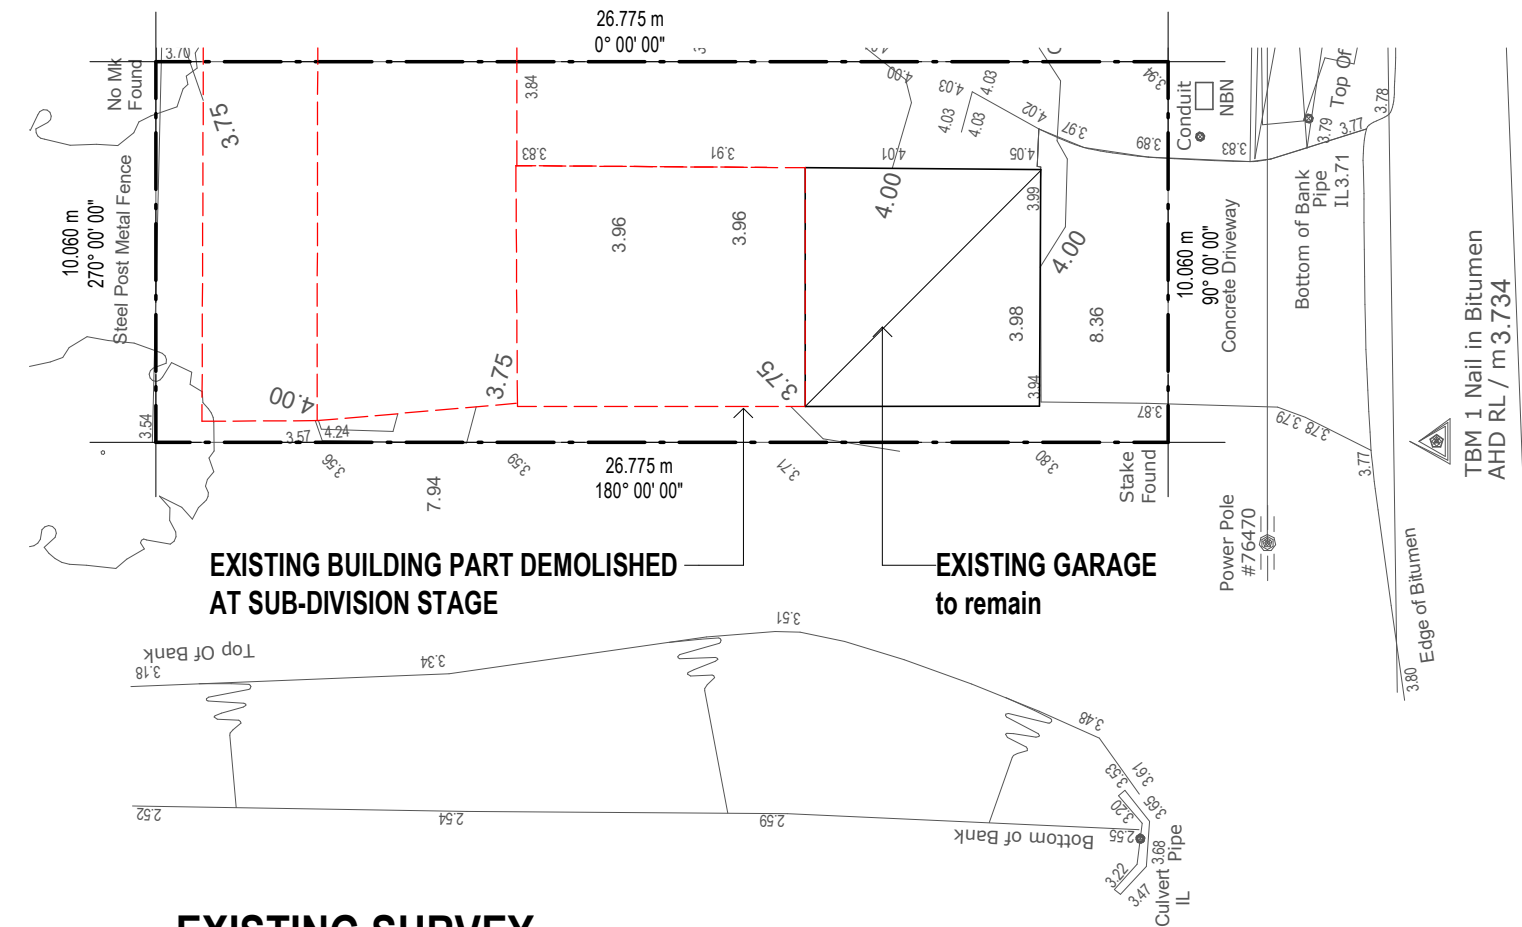 26.775 m
0° 00' 00"
3.70
No Mk
Found
3.75
3.84
4.00
4.03
4.03
4.03
4.03
4.02
3.97
3.94
Conduit
NBN
Top Of
3.78
3.79
3.77
3.83
3.91
4.01
4.05
3.89
3.83
Steel Post Metal Fence
10.060 m
270° 00' 00"
3.96
3.96
4.00
3.99
4.00
3.98
8.36
3.94
10.060 m
90° 00' 00"
Concrete Driveway
Bottom of Bank
Pipe
IL3.71
TBM 1 Nail in Bitumen
AHD RL / m 3.734
4.00
3.75
3.75
3.54
3.57
4.24
3.56
3.59
3.71
3.80
3.87
3.79
3.78
3.77
7.94
26.775 m
180° 00' 00"
Stake
Found
Power Pole
#76470
EXISTING BUILDING PART DEMOLISHED
AT SUB-DIVISION STAGE
EXISTING GARAGE
to remain
Edge of Bitumen
3.80
Top Of Bank
3.18
3.34
3.51
3.48
3.53
3.61
3.20
3.65
2.52
2.54
2.59
Bottom of Bank
2.55
3.68
3.22
3.47
Culvert Pipe
IL
EXISTING SURVEY